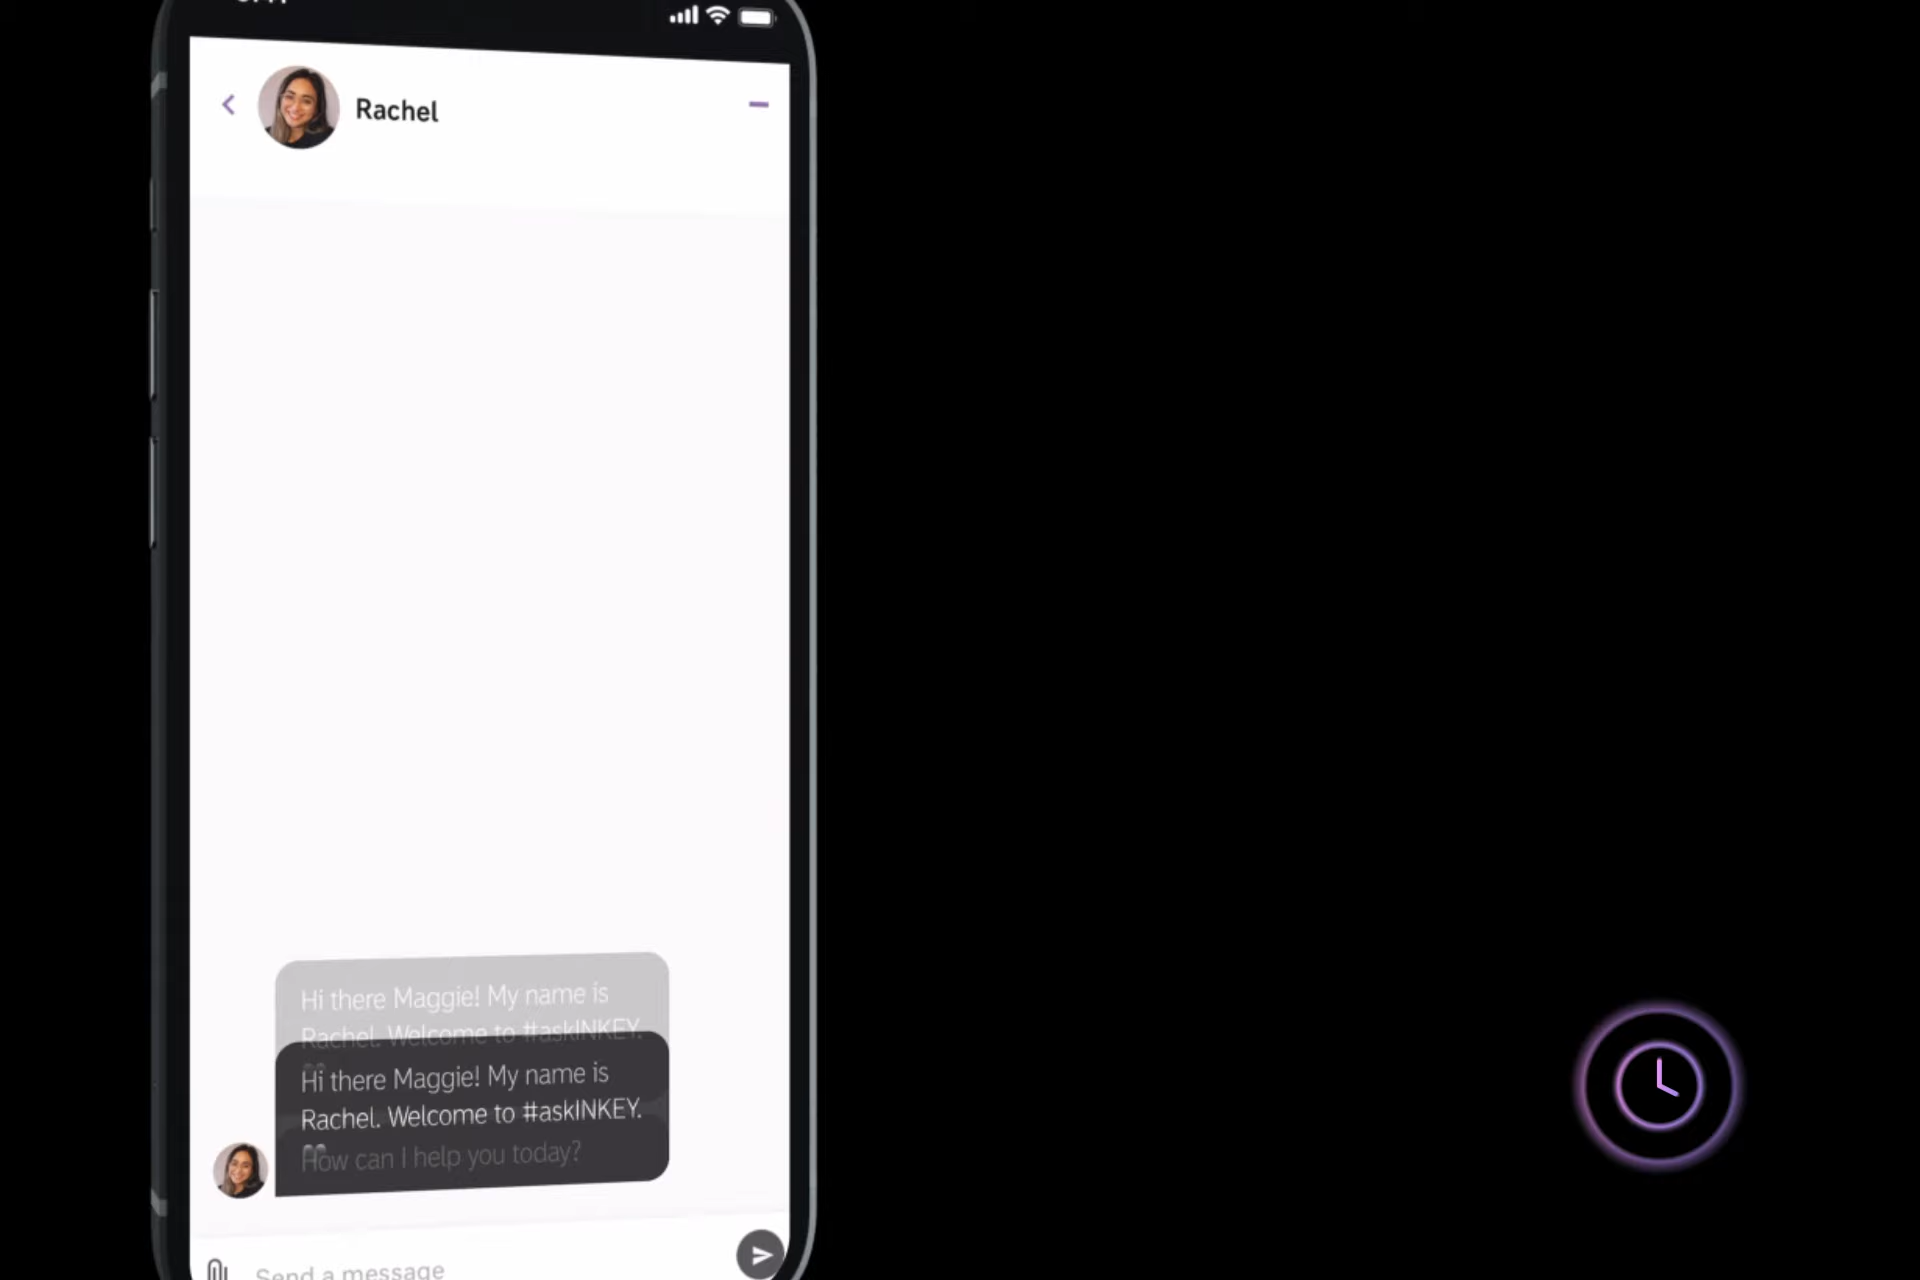 Rachel
Hi there Maggie! My name is
Rachel. Welcome to #askINKEY.
Hi there Maggie! My name is
Rachel. Welcome to #askINKEY.
How can I help you today?
Send a message